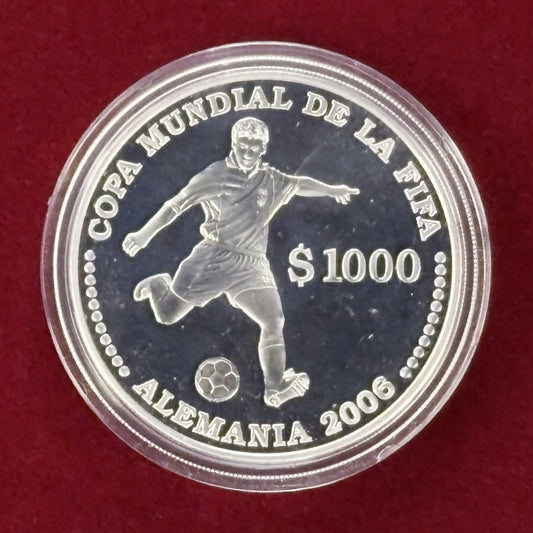 COPA MUNDIAL DE LA FIFA
$ 1000
ALEMANIA 2006